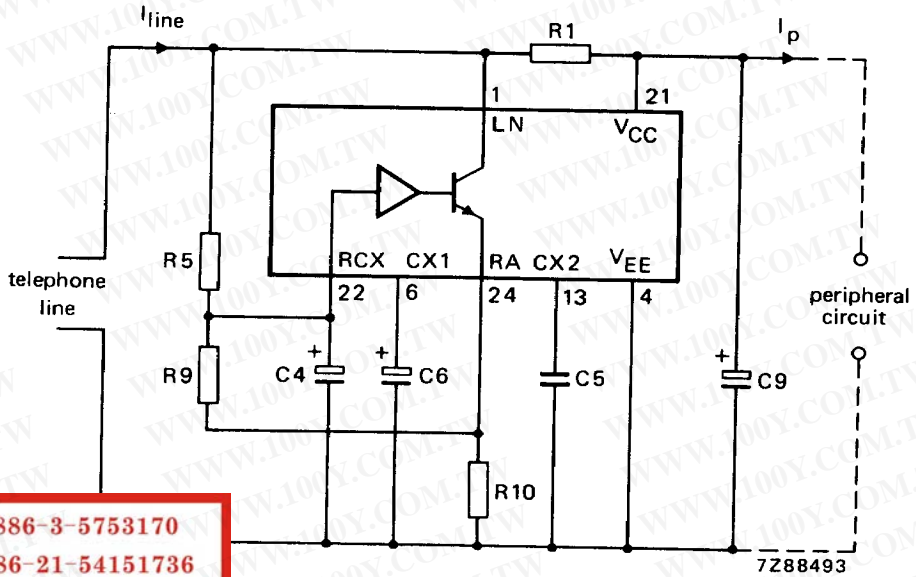 I line
R1
I p
1
21
LN
V CC
R5
RCX
CX1
RA
CX2
V EE
22
6
24
13
4
telephone
line
peripheral
circuit
R9
C4
+
C6
+
C5
C9
+
R10
886-3-5753170
86-21-54151736
7Z88493
WWW.100Y.COM.TW